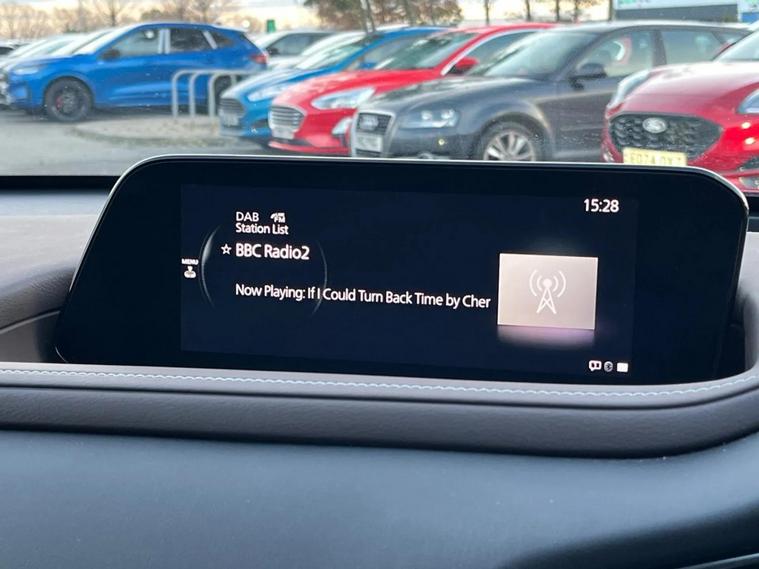 15:28
DAB
Station List
☆ BBC Radio2
MENU
Now Playing: If I Could Turn Back Time by Cher